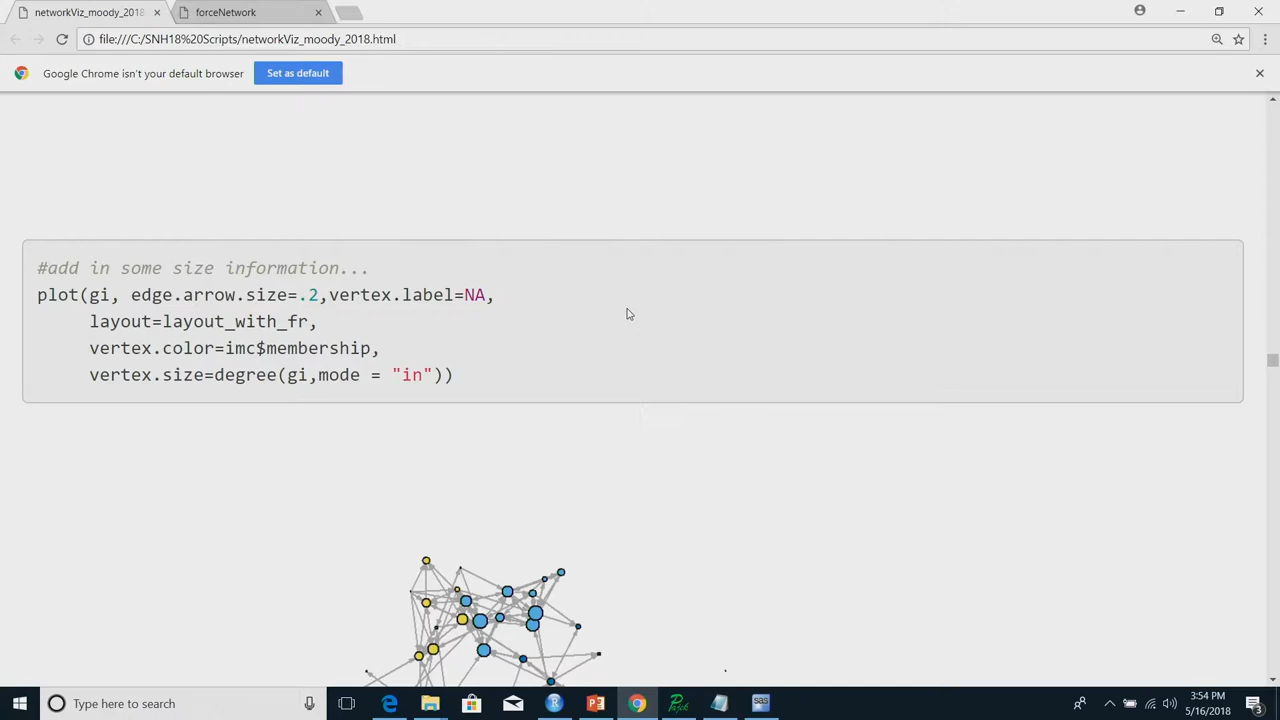 networkViz_moody_2018
forceNetwork
file:///C:/SNH18%20Scripts/networkViz_moody_2018.html
Google Chrome isn't your default browser
Set as default
#add in some size information...
plot(gi, edge.arrow.size=.2,vertex.label=NA,
layout=layout_with_fr,
vertex.color=imc$membership,
vertex.size=degree(gi,mode = "in"))
Type here to search
3:54 PM
5/16/2018
3